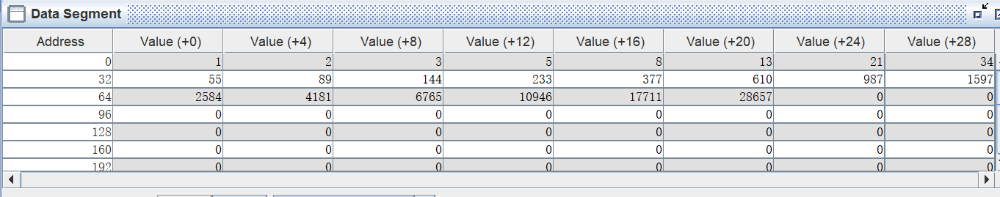 Data Segment
Address Value (+0) Value (+4) Value (+8) Value (+12) Value (+16) Value (+20) Value (+24) Value (+28)
0 1 2 3 5 8 13 21 34
32 55 89 144 233 377 610 987 1597
64 2584 4181 6765 10946 17711 28657 0 0
96 0 0 0 0 0 0 0 0
128 0 0 0 0 0 0 0 0
160 0 0 0 0 0 0 0 0
192 0 0 0 0 0 0 0 0